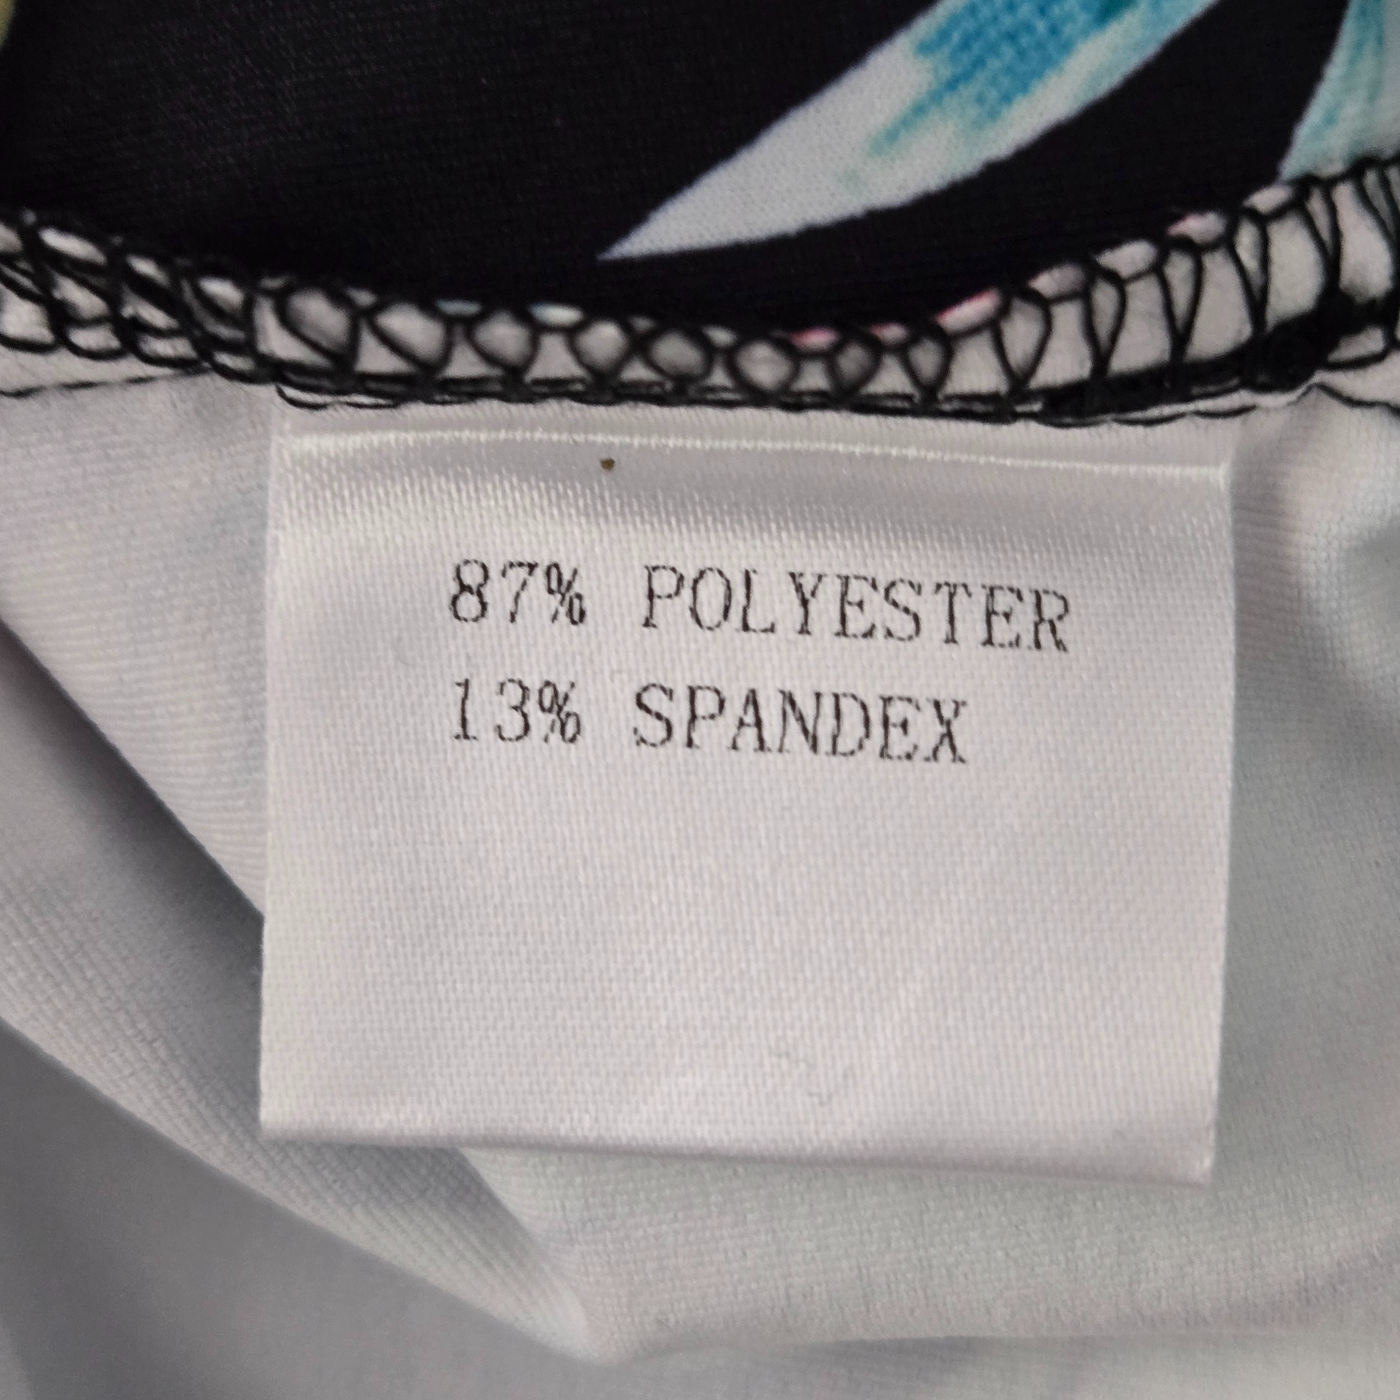 87% POLYESTER
13% SPANDEX